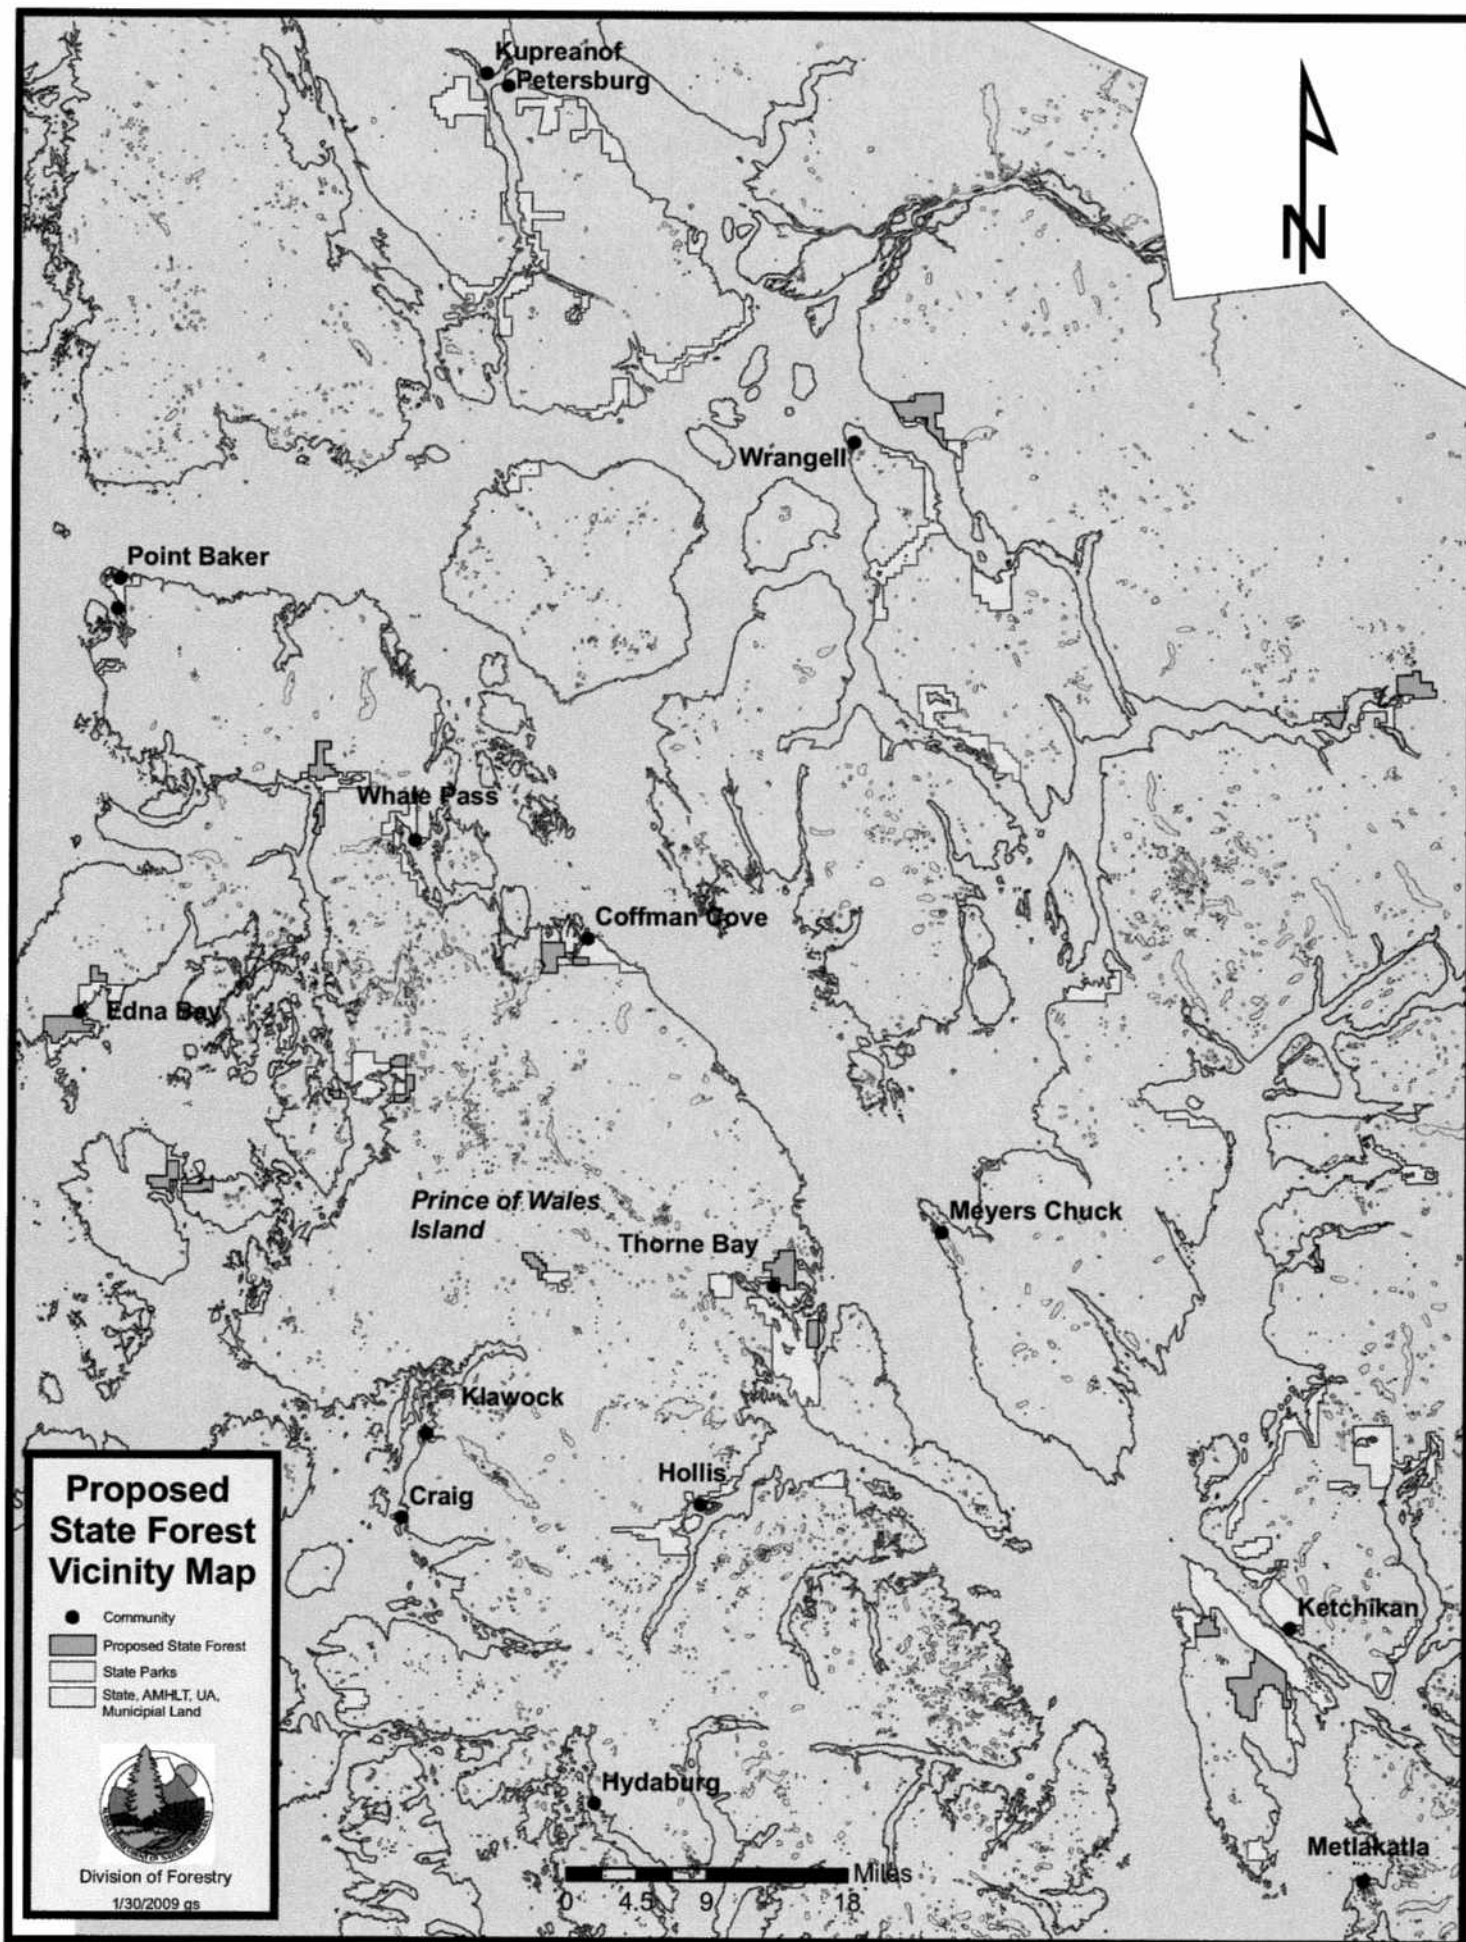 Kupreanof
Petersburg
N
Wrangell
Point Baker
Whale Pass
Coffman Cove
Edna Bay
Prince of Wales
Island
Meyers Chuck
Thorne Bay
Klawock
Hollis
Craig
Ketchikan
Hydaburg
Metlakatla
Miles
0 4.5 9 18
Proposed
State Forest
Vicinity Map
Community
Proposed State Forest
State Parks
State, AMHLT, UA,
Municipial Land
Division of Forestry
1/30/2009 gs